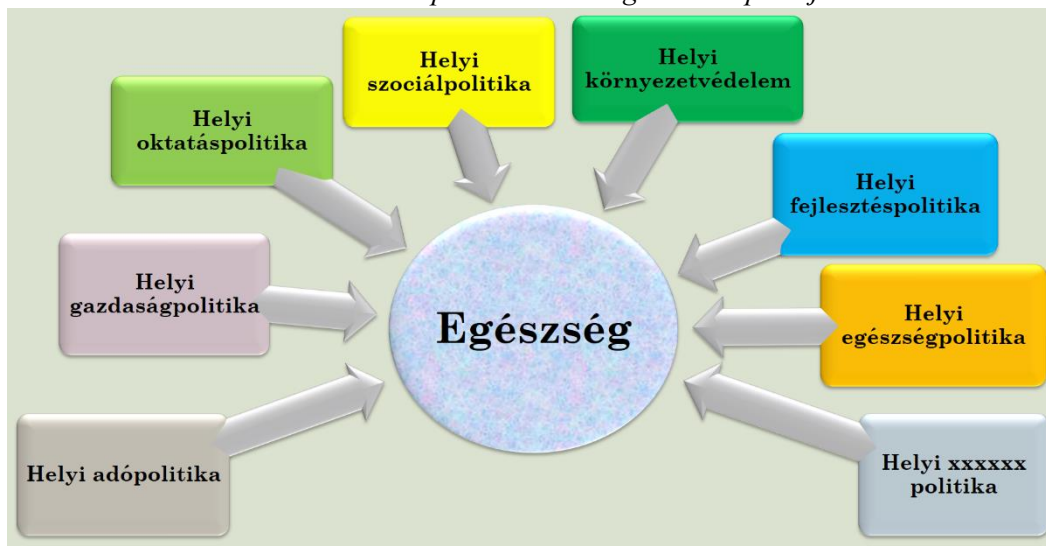 Helyi
szociálpolitika
Helyi
környezetvédelem
Helyi
oktatáspolitika
Helyi
fejlesztéspolitika
Helyi
gazdaságpolitika
Helyi
egészségpolitika
Egészség
Helyi adópolitika
Helyi xxxxxx
politika